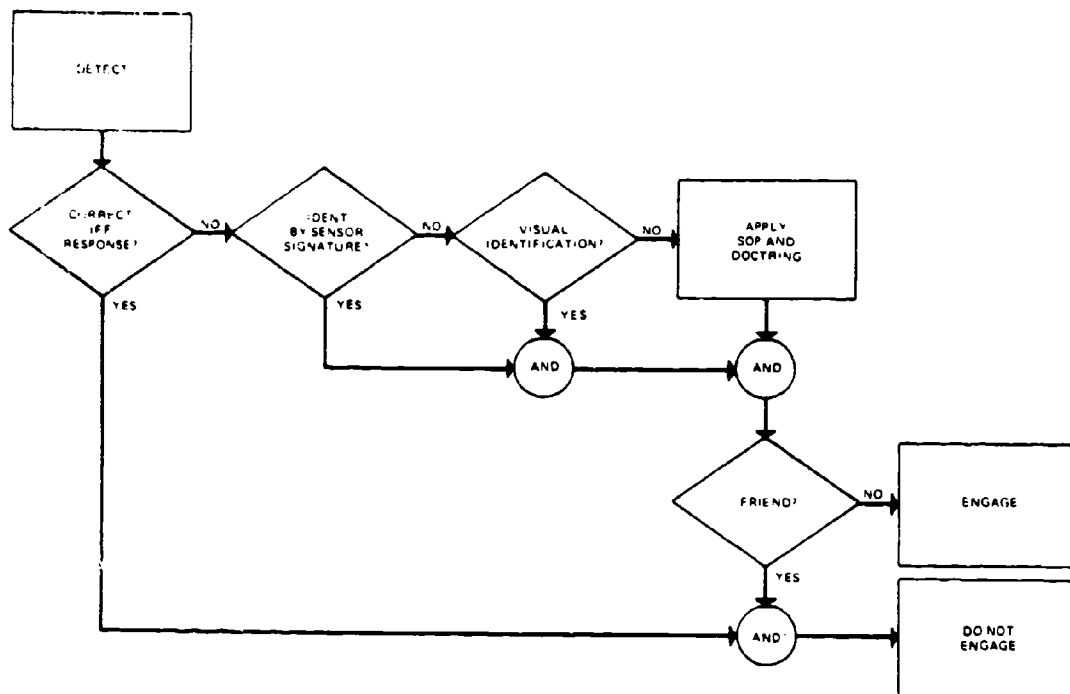 DETECT
CORRECT
IFF
RESPONSE?
NO
IDENT
BY SENSOR
SIGNATURE?
NO
VISUAL
IDENTIFICATION?
NO
APPLY
SOP AND
DOCTRING
YES
YES
YES
AND
AND
FRIEND?
NO
ENGAGE
YES
AND
DO NOT
ENGAGE